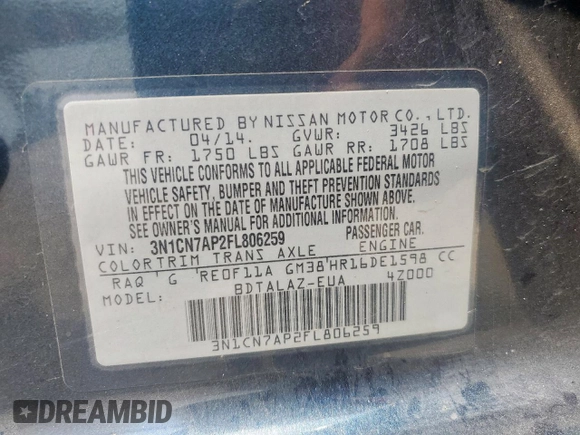 MANUFACTURED BY NISSAN MOTOR CO., LTD.
DATE: 04/14. GVWR: 3426 LBS
GAWR FR: 1750 LBS GAWR RR: 1708 LBS
THIS VEHICLE CONFORMS TO ALL APPLICABLE FEDERAL MOTOR
VEHICLE SAFETY, BUMPER AND THEFT PREVENTION STANDARDS
IN EFFECT ON THE DATE OF MANUFACTURE SHOWN ABOVE.
SEE OWNER'S MANUAL FOR ADDITIONAL INFORMATION
VIN: 3N1CN7AP2FL806259 PASSENGER CAR.
COLOR TRIM TRANS AXLE ENGINE
RAQ G RE0F11A GM38 HR16DE1598 CC
MODEL: BDTALAZ-EUA 4Z000
3N1CN7AP2FL806259
DREAMBID